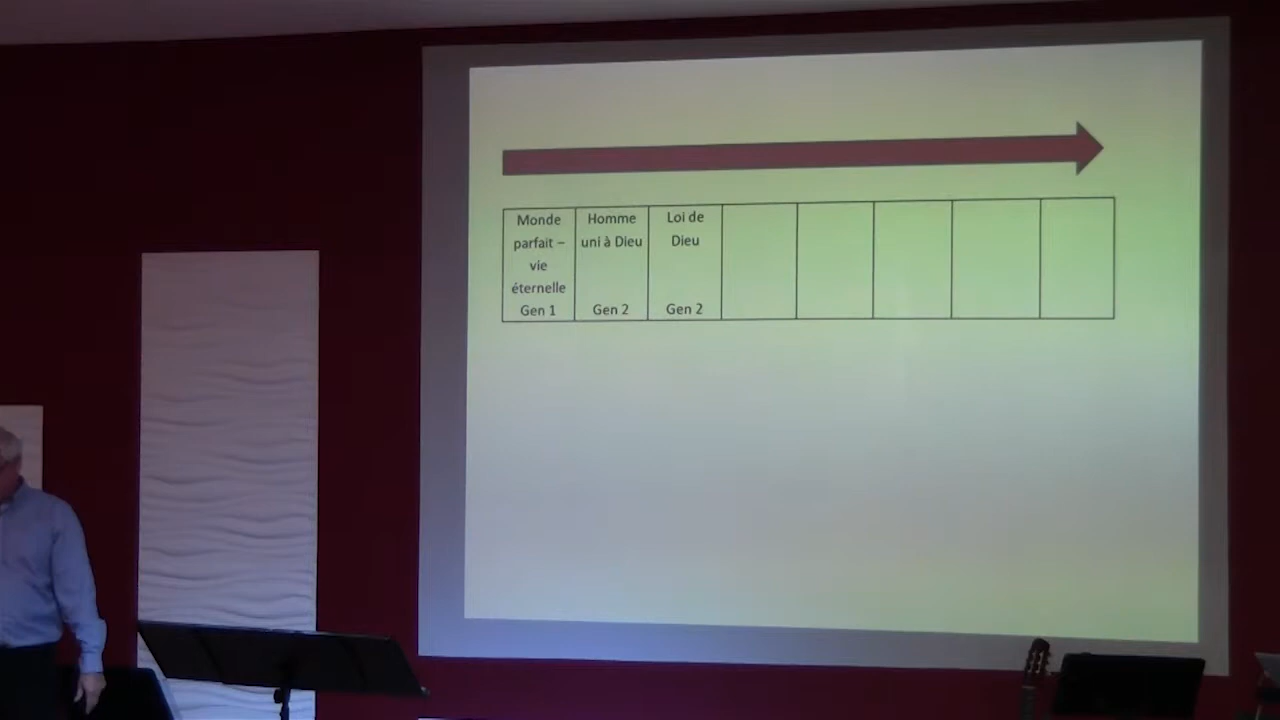 Monde
parfait –
vie
éternelle
Gen 1
Homme
uni à Dieu
Gen 2
Loi de
Dieu
Gen 2